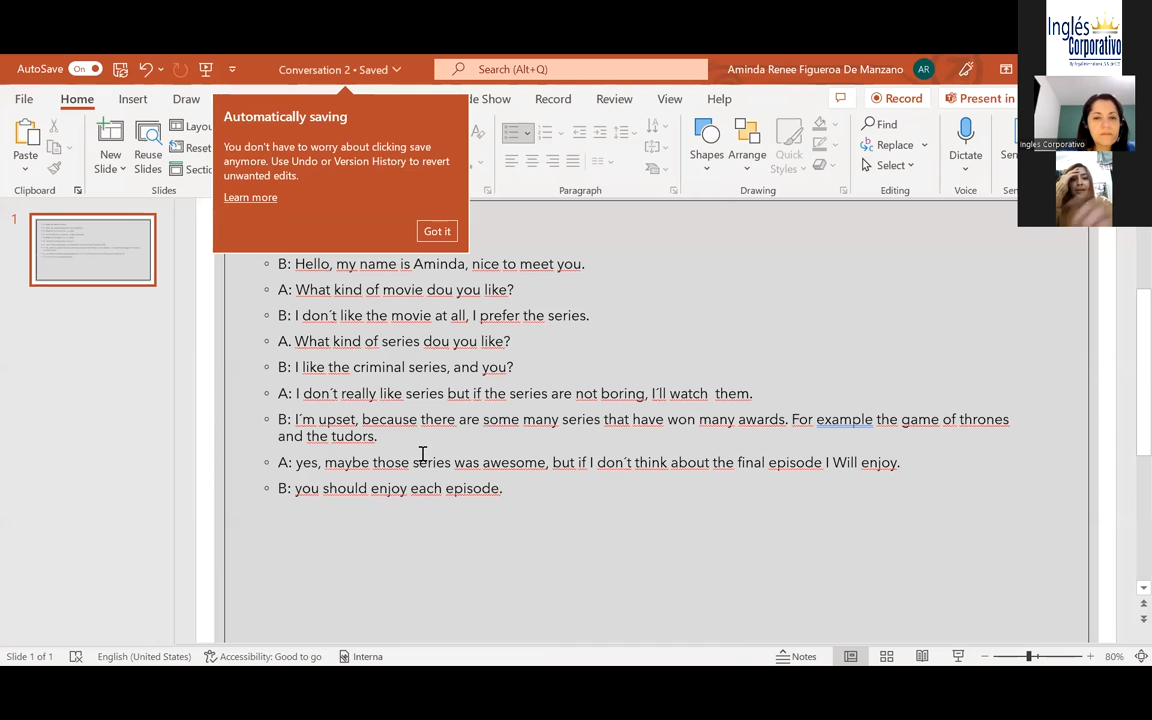 Inglés
Corporativo
AutoSave On
Conversation 2 • Saved
Search (Alt+Q)
Aminda Renee Figueroa De Manzano AR
File Home Insert Draw de Show Record Review View Help Record Present in
Automatically saving
You don't have to worry about clicking save
anymore. Use Undo or Version History to revert
unwanted edits.
Learn more
Got it
Paste
New
Slide
Reuse
Slides
Layou
Reset
Sectio
Shapes Arrange Quick
Styles
Find
Replace
Select
Dictate
Clipboard Slides Paragraph Drawing Editing Voice
Ingles Corporativo
1
B: Hello, my name is Aminda, nice to meet you.
A: What kind of movie dou you like?
B: I don´t like the movie at all, I prefer the series.
A. What kind of series dou you like?
B: I like the criminal series, and you?
A: I don´t really like series but if the series are not boring, I´ll watch them.
B: I´m upset, because there are some many series that have won many awards. For example the game of thrones
and the tudors.
A: yes, maybe those series was awesome, but if I don´t think about the final episode I Will enjoy.
B: you should enjoy each episode.
Slide 1 of 1 English (United States) Accessibility: Good to go Interna Notes 80%